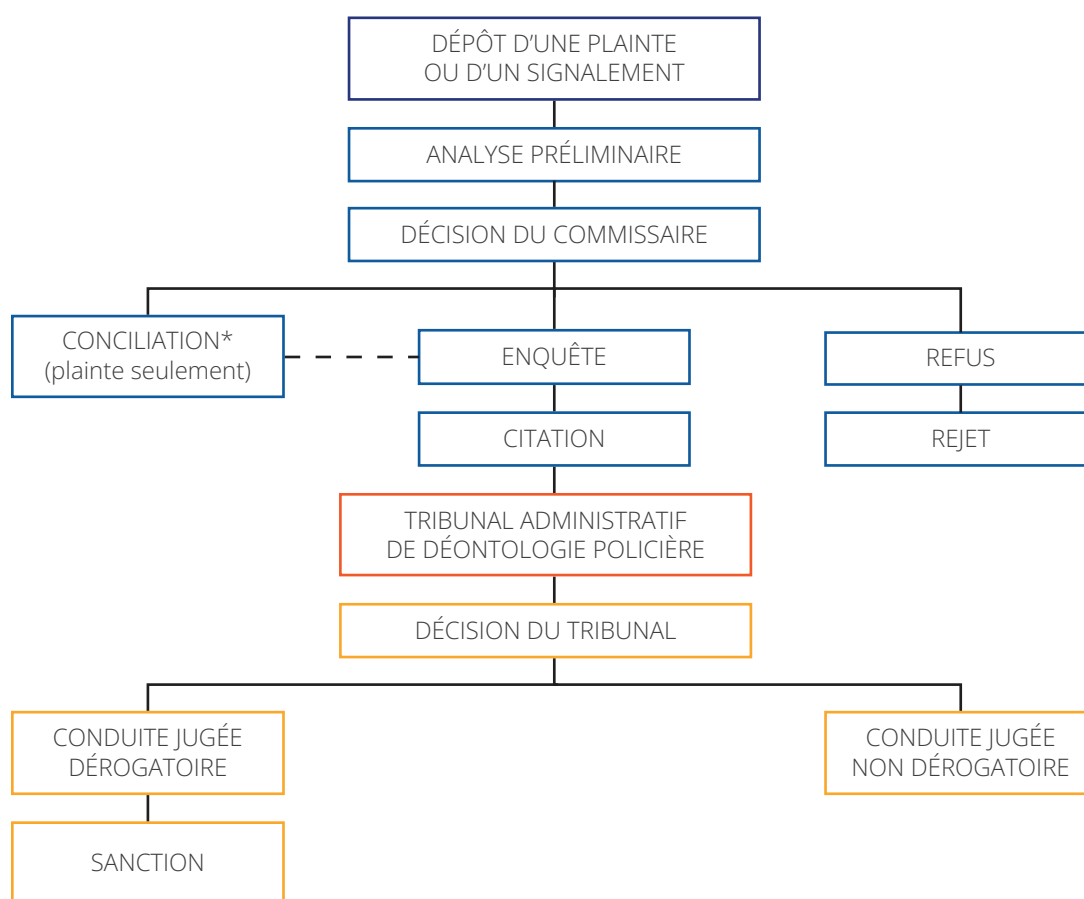 DÉPÔT D’UNE PLAINTE
OU D’UN SIGNALEMENT
ANALYSE PRÉLIMINAIRE
DÉCISION DU COMMISSAIRE
CONCILIATION*
(plainte seulement)
ENQUÊTE
REFUS
CITATION
REJET
TRIBUNAL ADMINISTRATIF
DE DÉONTOLOGIE POLICIÈRE
DÉCISION DU TRIBUNAL
CONDUITE JUGÉE
DÉROGATOIRE
CONDUITE JUGÉE
NON DÉROGATOIRE
SANCTION